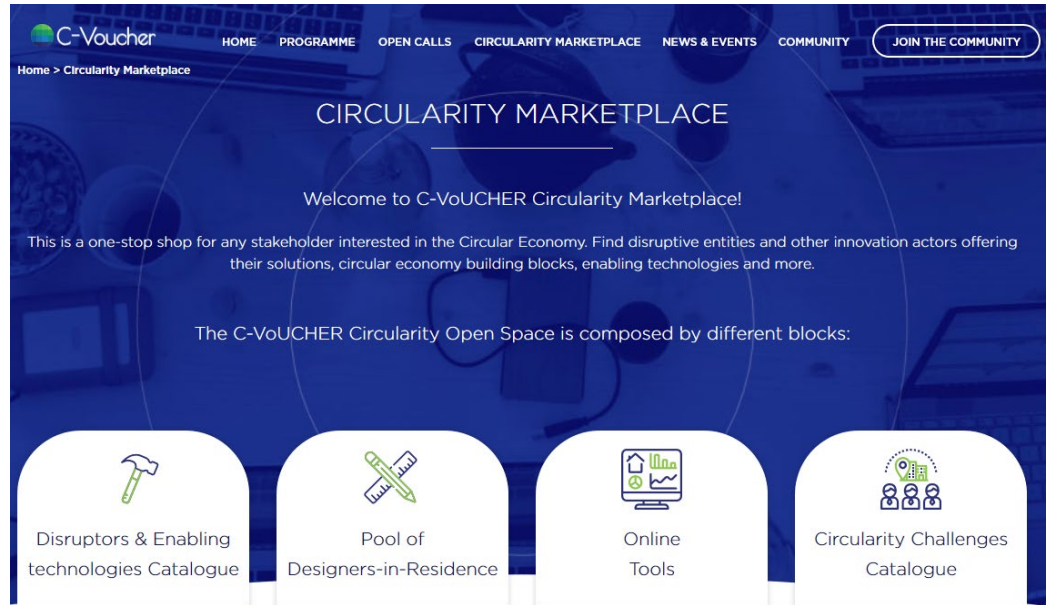 C-Voucher
HOME PROGRAMME OPEN CALLS CIRCULARITY MARKETPLACE NEWS & EVENTS COMMUNITY JOIN THE COMMUNITY
Home > Circularity Marketplace
CIRCULARITY MARKETPLACE
Welcome to C-VoUCHER Circularity Marketplace!
This is a one-stop shop for any stakeholder interested in the Circular Economy. Find disruptive entities and other innovation actors offering
their solutions, circular economy building blocks, enabling technologies and more.
The C-VoUCHER Circularity Open Space is composed by different blocks:
Disruptors & Enabling
technologies Catalogue
Pool of
Designers-in-Residence
Online
Tools
Circularity Challenges
Catalogue